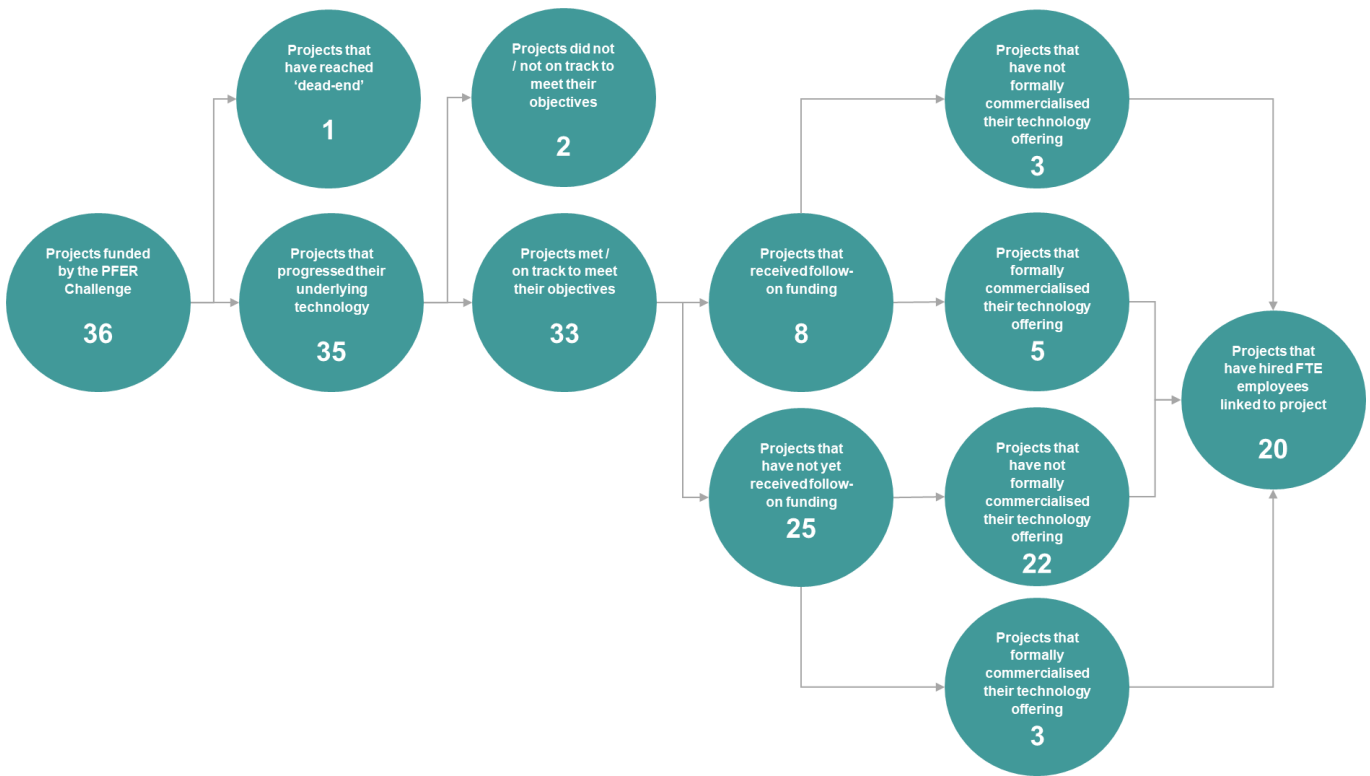 Projects funded
by the PFER
Challenge
36
Projects that
have reached
‘dead-end’
1
Projects that
progressed their
underlying
technology
35
Projects did not
/ not on track to
meet their
objectives
2
Projects met /
on track to meet
their objectives
33
Projects that
received follow-
on funding
8
Projects that
have not yet
received follow-
on funding
25
Projects that
have not
formally
commercialised
their technology
offering
3
Projects that
formally
commercialised
their technology
offering
5
Projects that
have not
formally
commercialised
their technology
offering
22
Projects that
formally
commercialised
their technology
offering
3
Projects that
have hired FTE
employees
linked to project
20